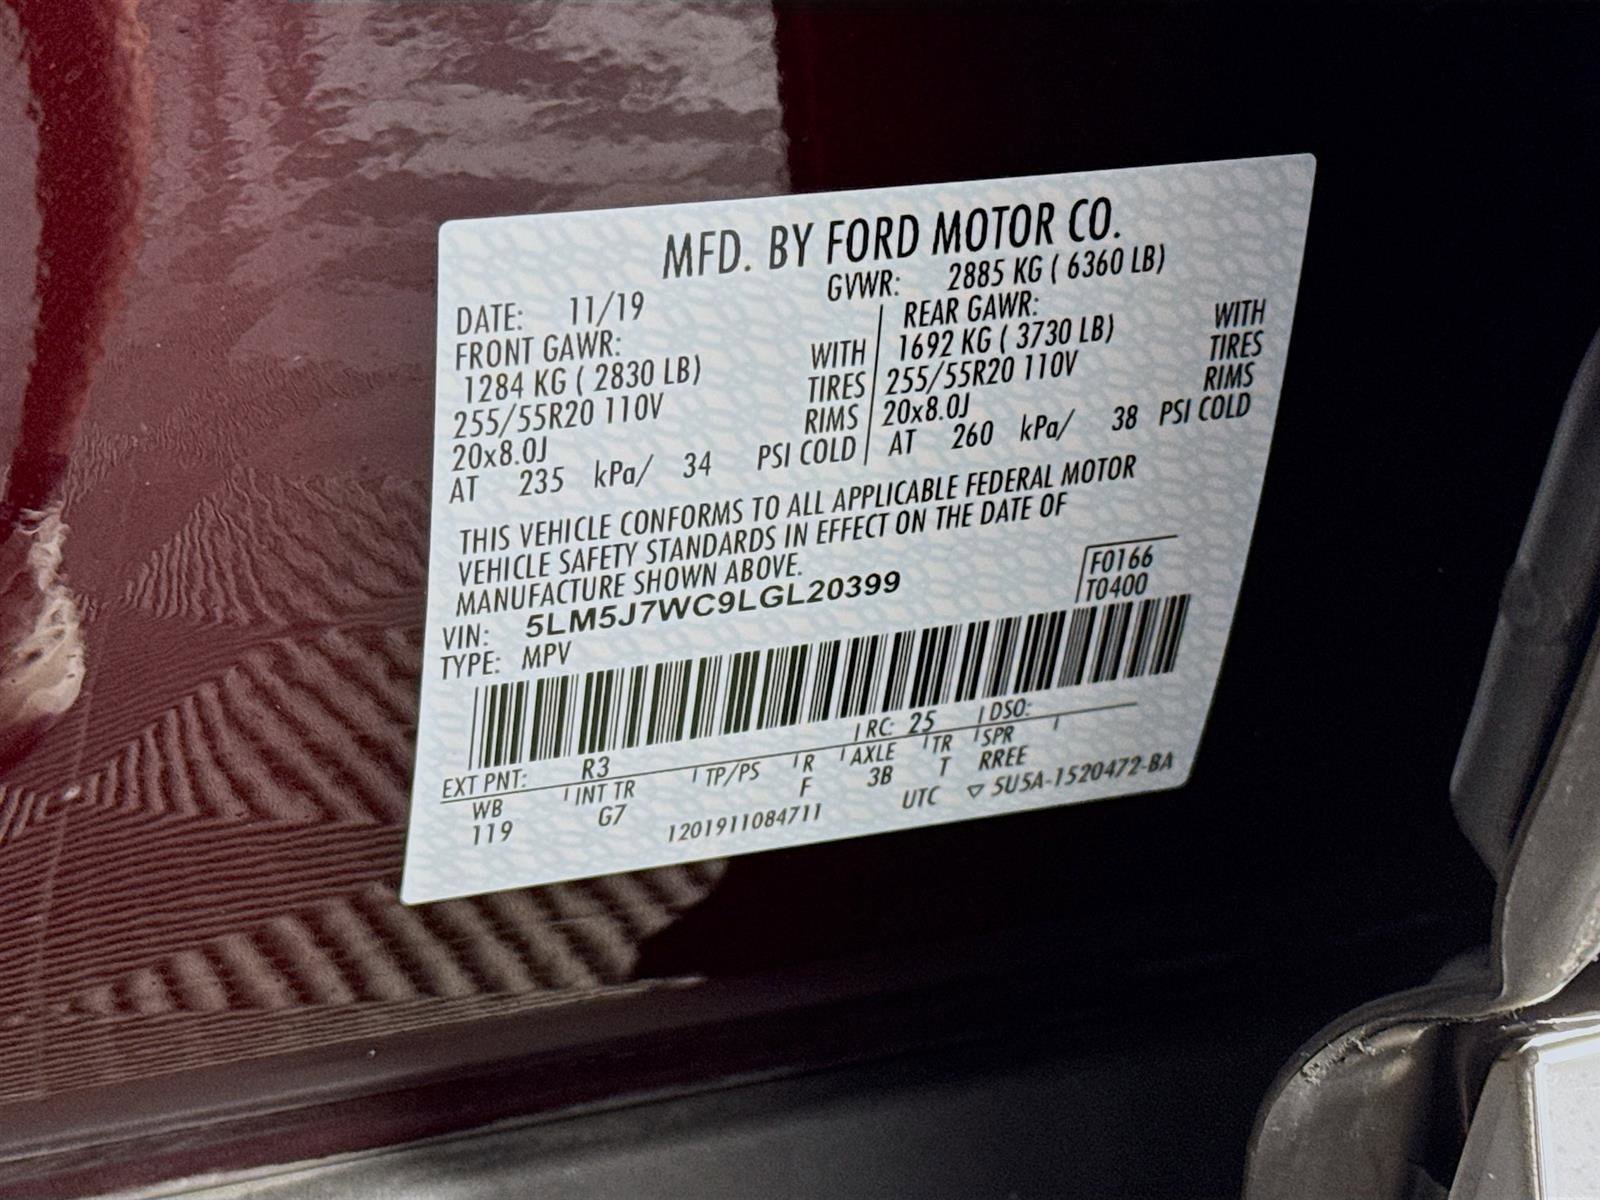 MFD. BY FORD MOTOR CO.
DATE: 11/19 GVWR: 2885 KG ( 6360 LB)
FRONT GAWR: REAR GAWR:
1284 KG ( 2830 LB) WITH 1692 KG ( 3730 LB) WITH
255/55R20 110V TIRES 255/55R20 110V TIRES
20x8.0J RIMS 20x8.0J RIMS
AT 235 kPa/ 34 PSI COLD AT 260 kPa/ 38 PSI COLD
THIS VEHICLE CONFORMS TO ALL APPLICABLE FEDERAL MOTOR
VEHICLE SAFETY STANDARDS IN EFFECT ON THE DATE OF
MANUFACTURE SHOWN ABOVE.
VIN: 5LM5J7WC9LGL20399 F0166
TYPE: MPV T0400
EXT PNT: R3 RC: 25 DSO:
WB INT TR TP/PS R AXLE TR SPR
119 G7 F 3B T RREE
1201911084711 UTC ▽ 5U5A-1520472-BA